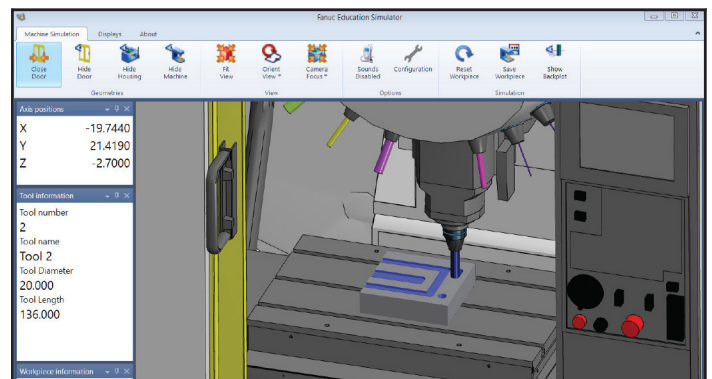 Fanuc Education Simulator
Machine Simulation Displays About
Close Door
Hide Door
Hide Housing
Hide Machine
Fit View
Orient View
Camera Focus
Sounds Disabled
Configuration
Reset Workpiece
Save Workpiece
Show Backplot
Geometries View Options Simulation
Axis positions
X -19.7440
Y 21.4190
Z -2.7000
Tool information
Tool number
2
Tool name
Tool 2
Tool Diameter
20.000
Tool Length
136.000
Workpiece information